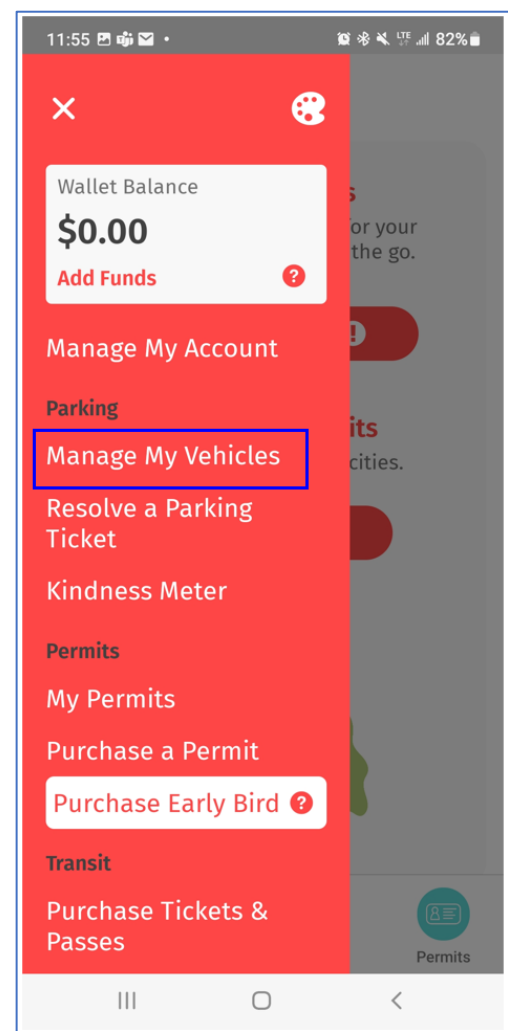 11:55
LTE 82%
Wallet Balance
$0.00
or your
the go.
Add Funds ?
Manage My Account
Parking
its
Manage My Vehicles
cities.
Resolve a Parking
Ticket
Kindness Meter
Permits
My Permits
Purchase a Permit
Purchase Early Bird ?
Transit
Purchase Tickets &
Passes
Permits